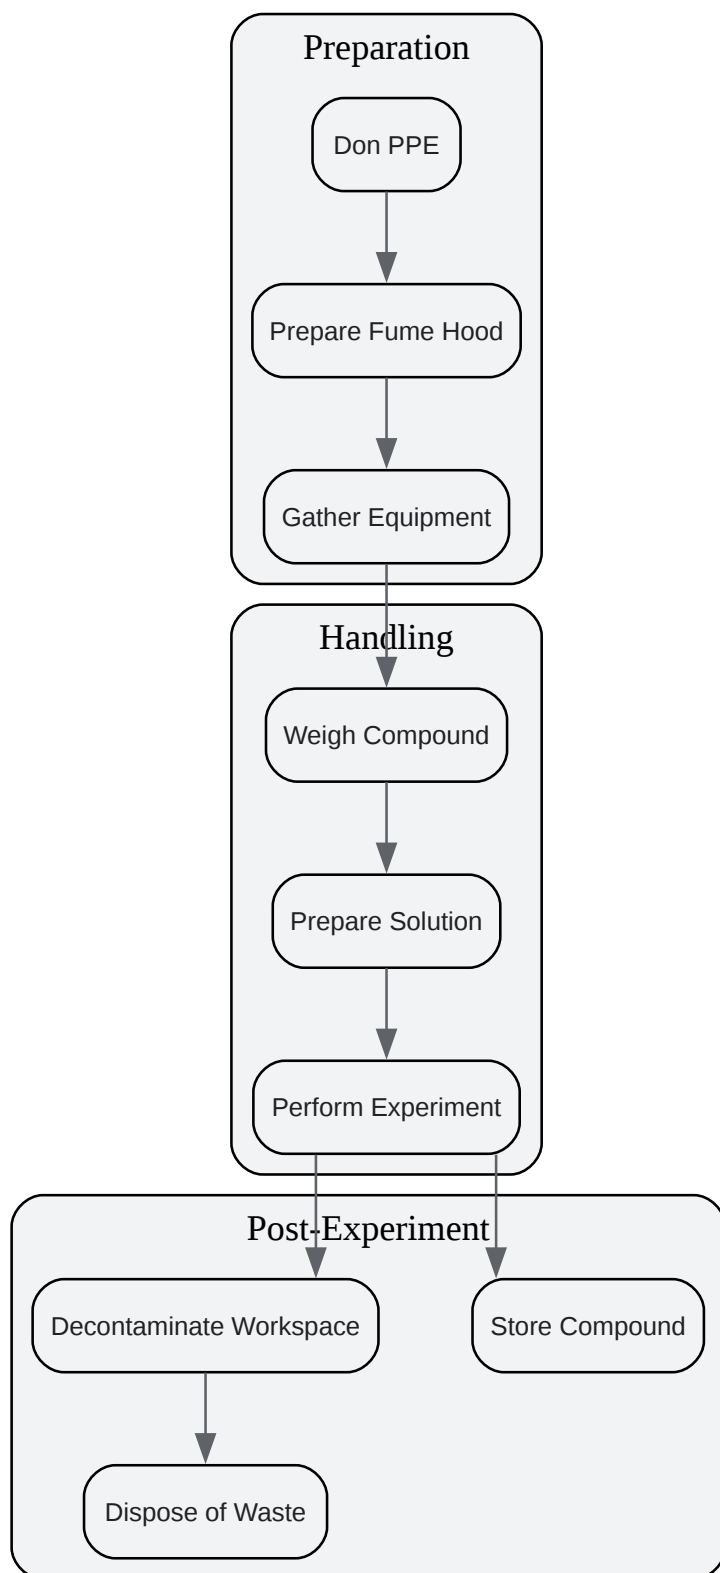 Preparation
Don PPE
Prepare Fume Hood
Gather Equipment
Handling
Weigh Compound
Prepare Solution
Perform Experiment
Post-Experiment
Decontaminate Workspace
Store Compound
Dispose of Waste